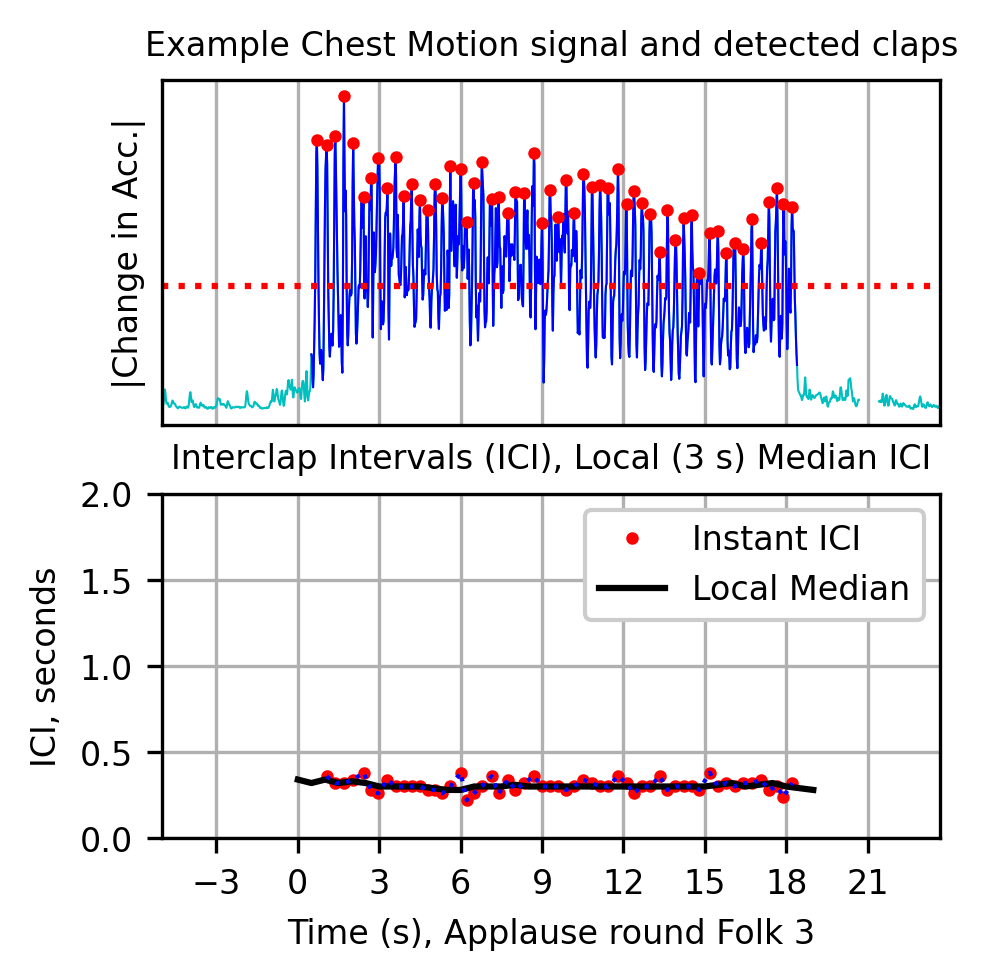 Example Chest Motion signal and detected claps
|Change in Acc.|
Interclap Intervals (ICI), Local (3 s) Median ICI
2.0
1.5
1.0
0.5
0.0
ICI, seconds
Instant ICI
Local Median
−3 0 3 6 9 12 15 18 21
Time (s), Applause round Folk 3